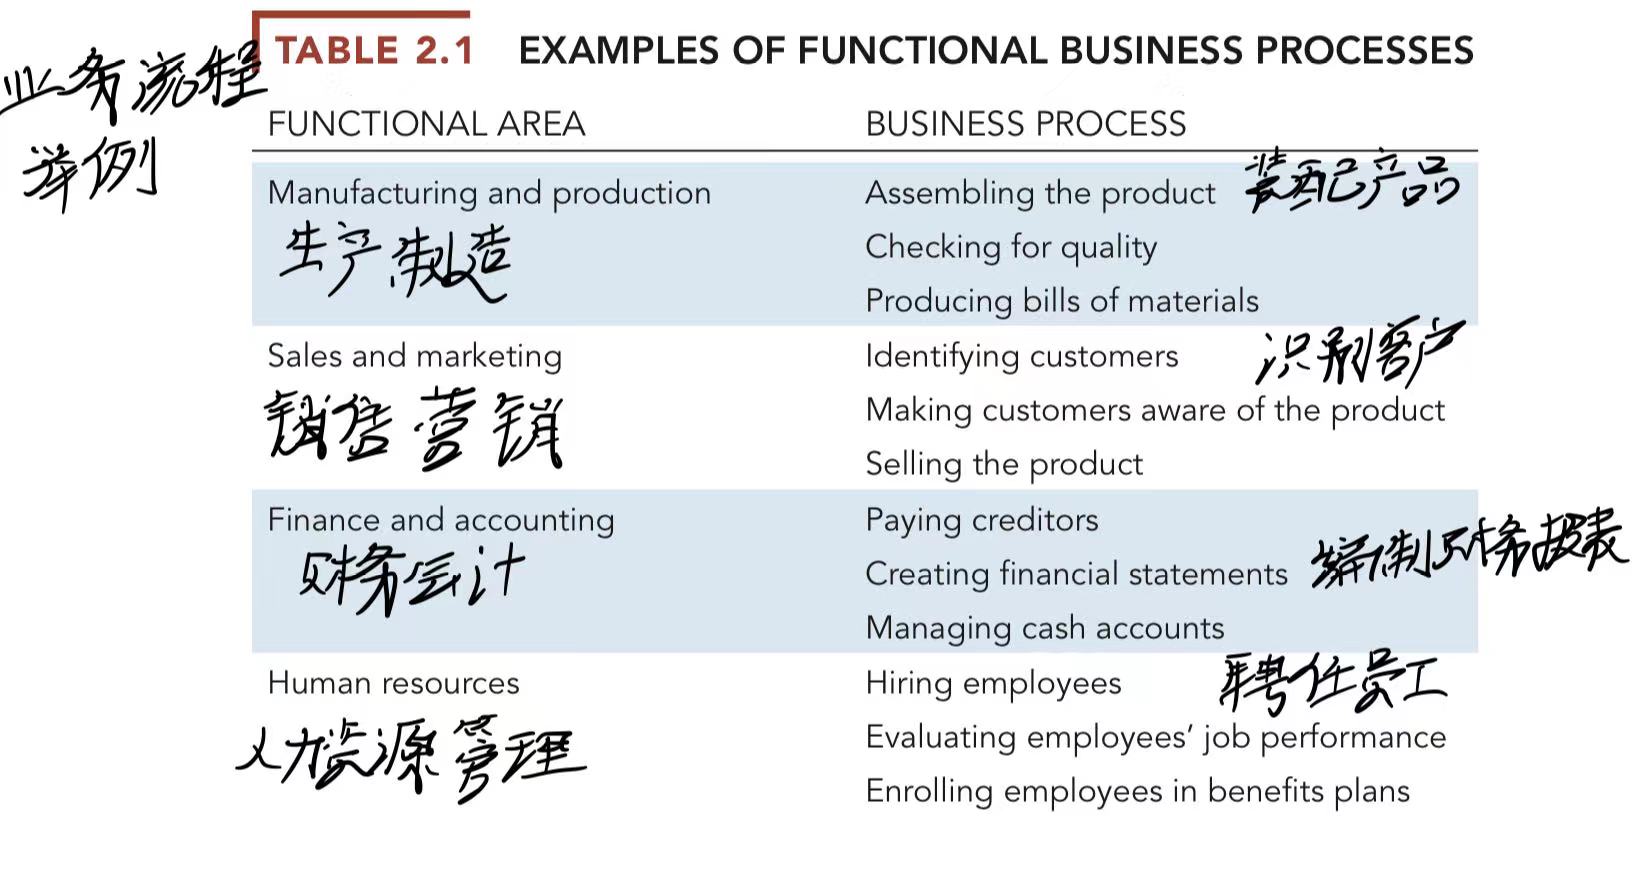 TABLE 2.1 EXAMPLES OF FUNCTIONAL BUSINESS PROCESSES
业务流程
举例
FUNCTIONAL AREA BUSINESS PROCESS
Manufacturing and production Assembling the product 装配产品
生产制造 Checking for quality
Producing bills of materials
Sales and marketing Identifying customers 识别客户
销售营销 Making customers aware of the product
Selling the product
Finance and accounting Paying creditors
财务会计 Creating financial statements 编制财务报表
Managing cash accounts
Human resources Hiring employees 聘任员工
人力资源管理 Evaluating employees’ job performance
Enrolling employees in benefits plans